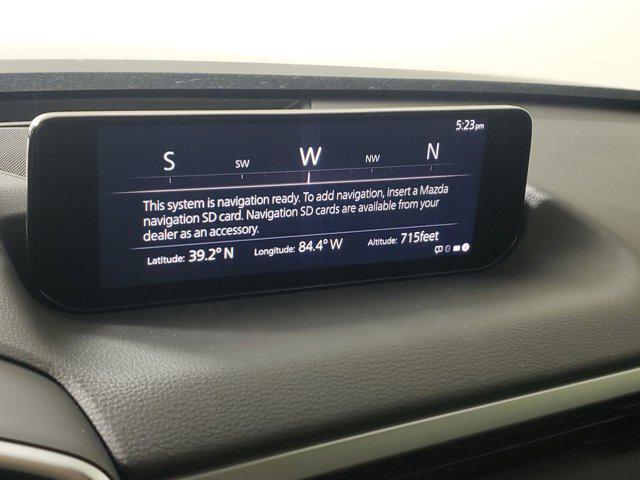 5:23pm
S SW W NW N
This system is navigation ready. To add navigation, insert a Mazda
navigation SD card. Navigation SD cards are available from your
dealer as an accessory.
Latitude: 39.2° N Longitude: 84.4° W Altitude: 715feet